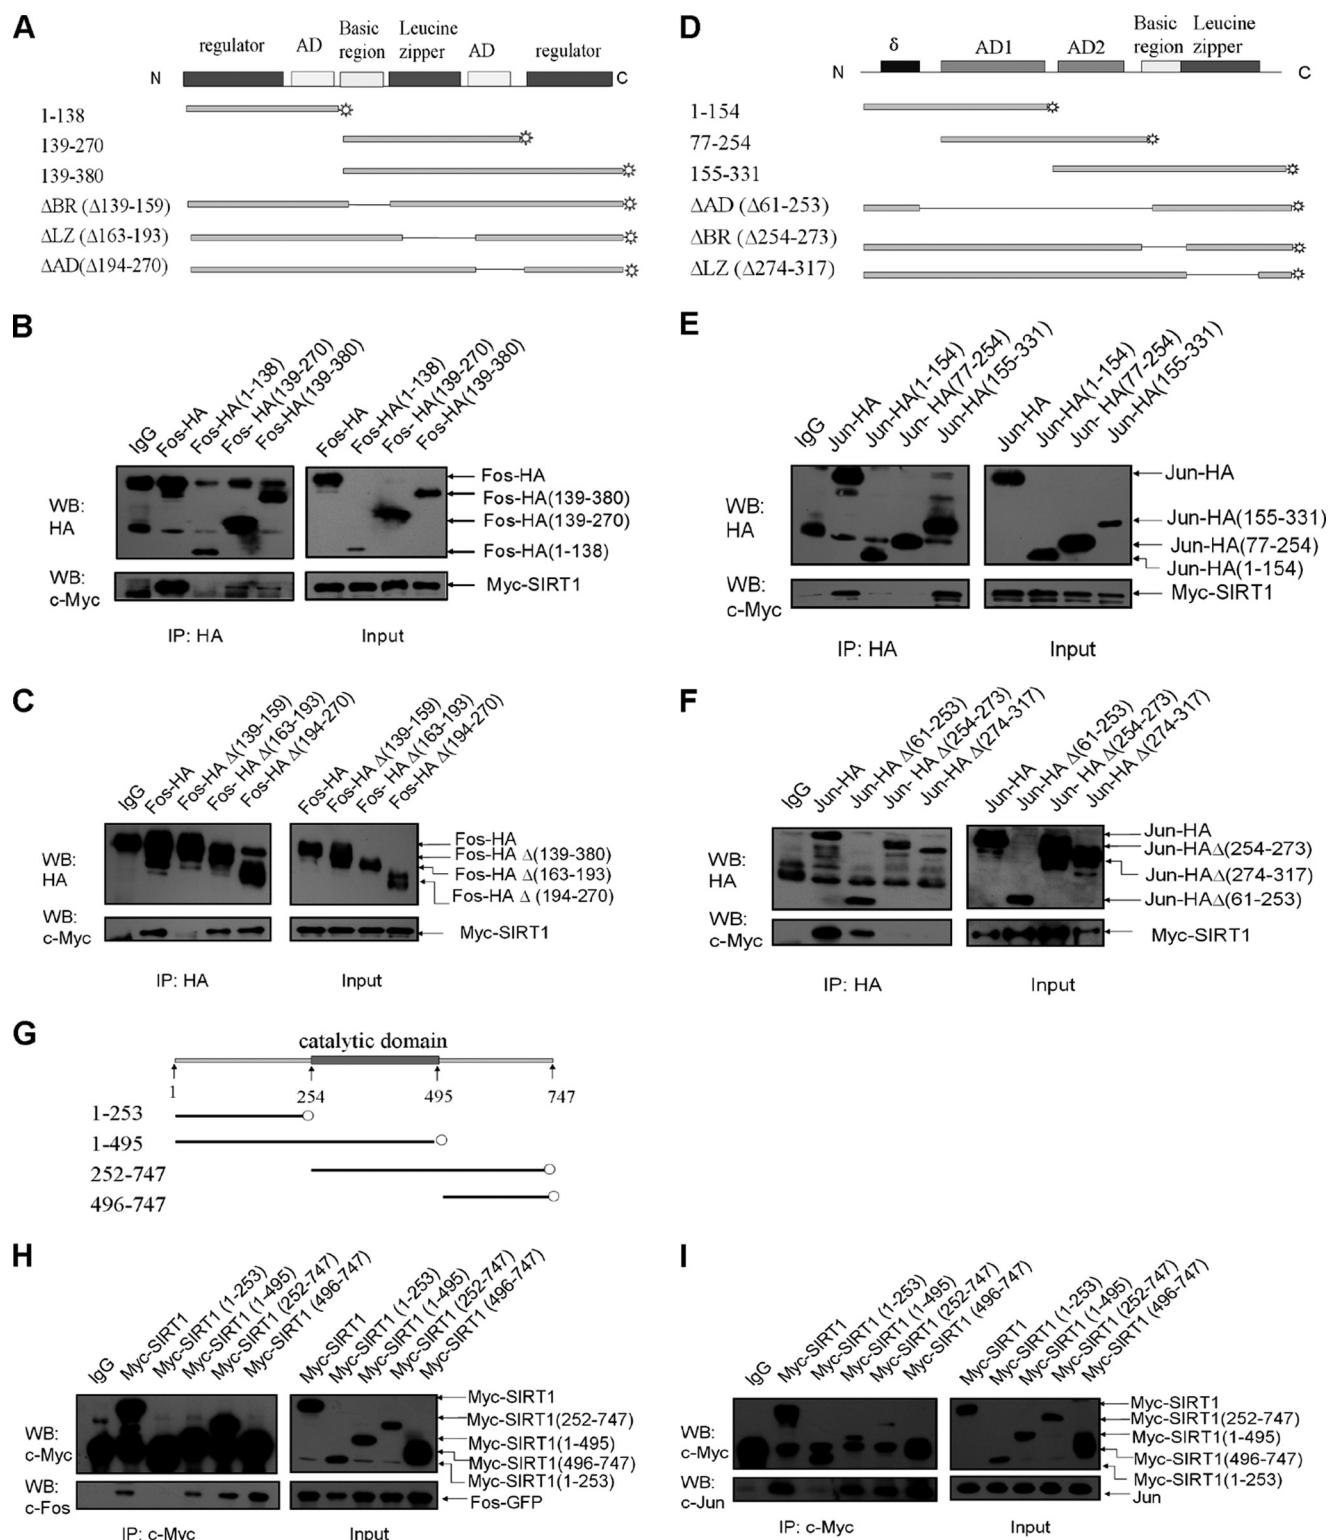 A
regulator AD Basic region Leucine zipper AD regulator
N C
1-138
139-270
139-380
ΔBR (Δ139-159)
ΔLZ (Δ163-193)
ΔAD(Δ194-270)
D
δ AD1 AD2 Basic region Leucine zipper
N C
1-154
77-254
155-331
ΔAD (Δ61-253)
ΔBR (Δ254-273)
ΔLZ (Δ274-317)
B
IgG
Fos-HA
Fos-HA(1-138)
Fos- HA(139-270)
Fos-HA(139-380)
Fos-HA
Fos-HA(1-138)
Fos- HA(139-270)
Fos-HA(139-380)
WB:
HA
Fos-HA
Fos-HA(139-380)
Fos-HA(139-270)
Fos-HA(1-138)
WB:
c-Myc
Myc-SIRT1
IP: HA Input
E
IgG
Jun-HA
Jun-HA(1-154)
Jun- HA(77-254)
Jun-HA(155-331)
Jun-HA
Jun-HA(1-154)
Jun- HA(77-254)
Jun-HA(155-331)
WB:
HA
Jun-HA
Jun-HA(155-331)
Jun-HA(77-254)
Jun-HA(1-154)
WB:
c-Myc
Myc-SIRT1
IP: HA Input
C
IgG
Fos-HA
Fos-HA Δ(139-159)
Fos- HA Δ(163-193)
Fos-HA Δ(194-270)
Fos-HA
Fos-HA Δ(139-159)
Fos- HA Δ(163-193)
Fos-HA Δ(194-270)
WB:
HA
Fos-HA
Fos-HA Δ(139-380)
Fos-HA Δ(163-193)
Fos-HA Δ (194-270)
WB:
c-Myc
Myc-SIRT1
IP: HA Input
F
IgG
Jun-HA
Jun-HA Δ(61-253)
Jun- HA Δ(254-273)
Jun-HA Δ(274-317)
Jun-HA
Jun-HA Δ(61-253)
Jun- HA Δ(254-273)
Jun-HA Δ(274-317)
WB:
HA
Jun-HA
Jun-HAΔ(254-273)
Jun-HAΔ(274-317)
Jun-HAΔ(61-253)
WB:
c-Myc
Myc-SIRT1
IP: HA Input
G
catalytic domain
1 254 495 747
1-253
1-495
252-747
496-747
H
IgG
Myc-SIRT1
Myc-SIRT1 (1-253)
Myc-SIRT1 (1-495)
Myc-SIRT1 (252-747)
Myc-SIRT1 (496-747)
Myc-SIRT1
Myc-SIRT1 (1-253)
Myc-SIRT1 (1-495)
Myc-SIRT1 (252-747)
Myc-SIRT1 (496-747)
WB:
c-Myc
Myc-SIRT1
Myc-SIRT1(252-747)
Myc-SIRT1(1-495)
Myc-SIRT1(496-747)
Myc-SIRT1(1-253)
WB:
c-Fos
Fos-GFP
IP: c-Myc Input
I
IgG
Myc-SIRT1
Myc-SIRT1 (1-253)
Myc-SIRT1 (1-495)
Myc-SIRT1 (252-747)
Myc-SIRT1 (496-747)
Myc-SIRT1
Myc-SIRT1 (1-253)
Myc-SIRT1 (1-495)
Myc-SIRT1 (252-747)
Myc-SIRT1 (496-747)
WB:
c-Myc
Myc-SIRT1
Myc-SIRT1(252-747)
Myc-SIRT1(1-495)
Myc-SIRT1(496-747)
Myc-SIRT1(1-253)
WB:
c-Jun
Jun
IP: c-Myc Input